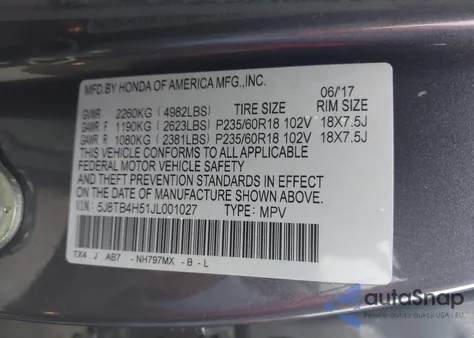 MFD.BY HONDA OF AMERICA MFG.,INC.
06/'17
GVWR 2260KG (4982LBS) TIRE SIZE RIM SIZE
GAWR F 1190KG (2623LBS) P235/60R18 102V 18X7.5J
GAWR R 1080KG (2381LBS) P235/60R18 102V 18X7.5J
THIS VEHICLE CONFORMS TO ALL APPLICABLE
FEDERAL MOTOR VEHICLE SAFETY
AND THEFT PREVENTION STANDARDS IN EFFECT
ON THE DATE OF MANUFACTURE SHOWN ABOVE.
5J8TB4H51JL001027 TYPE: MPV
TX4 J AB7 -NH797MX -B -L
autoSnap